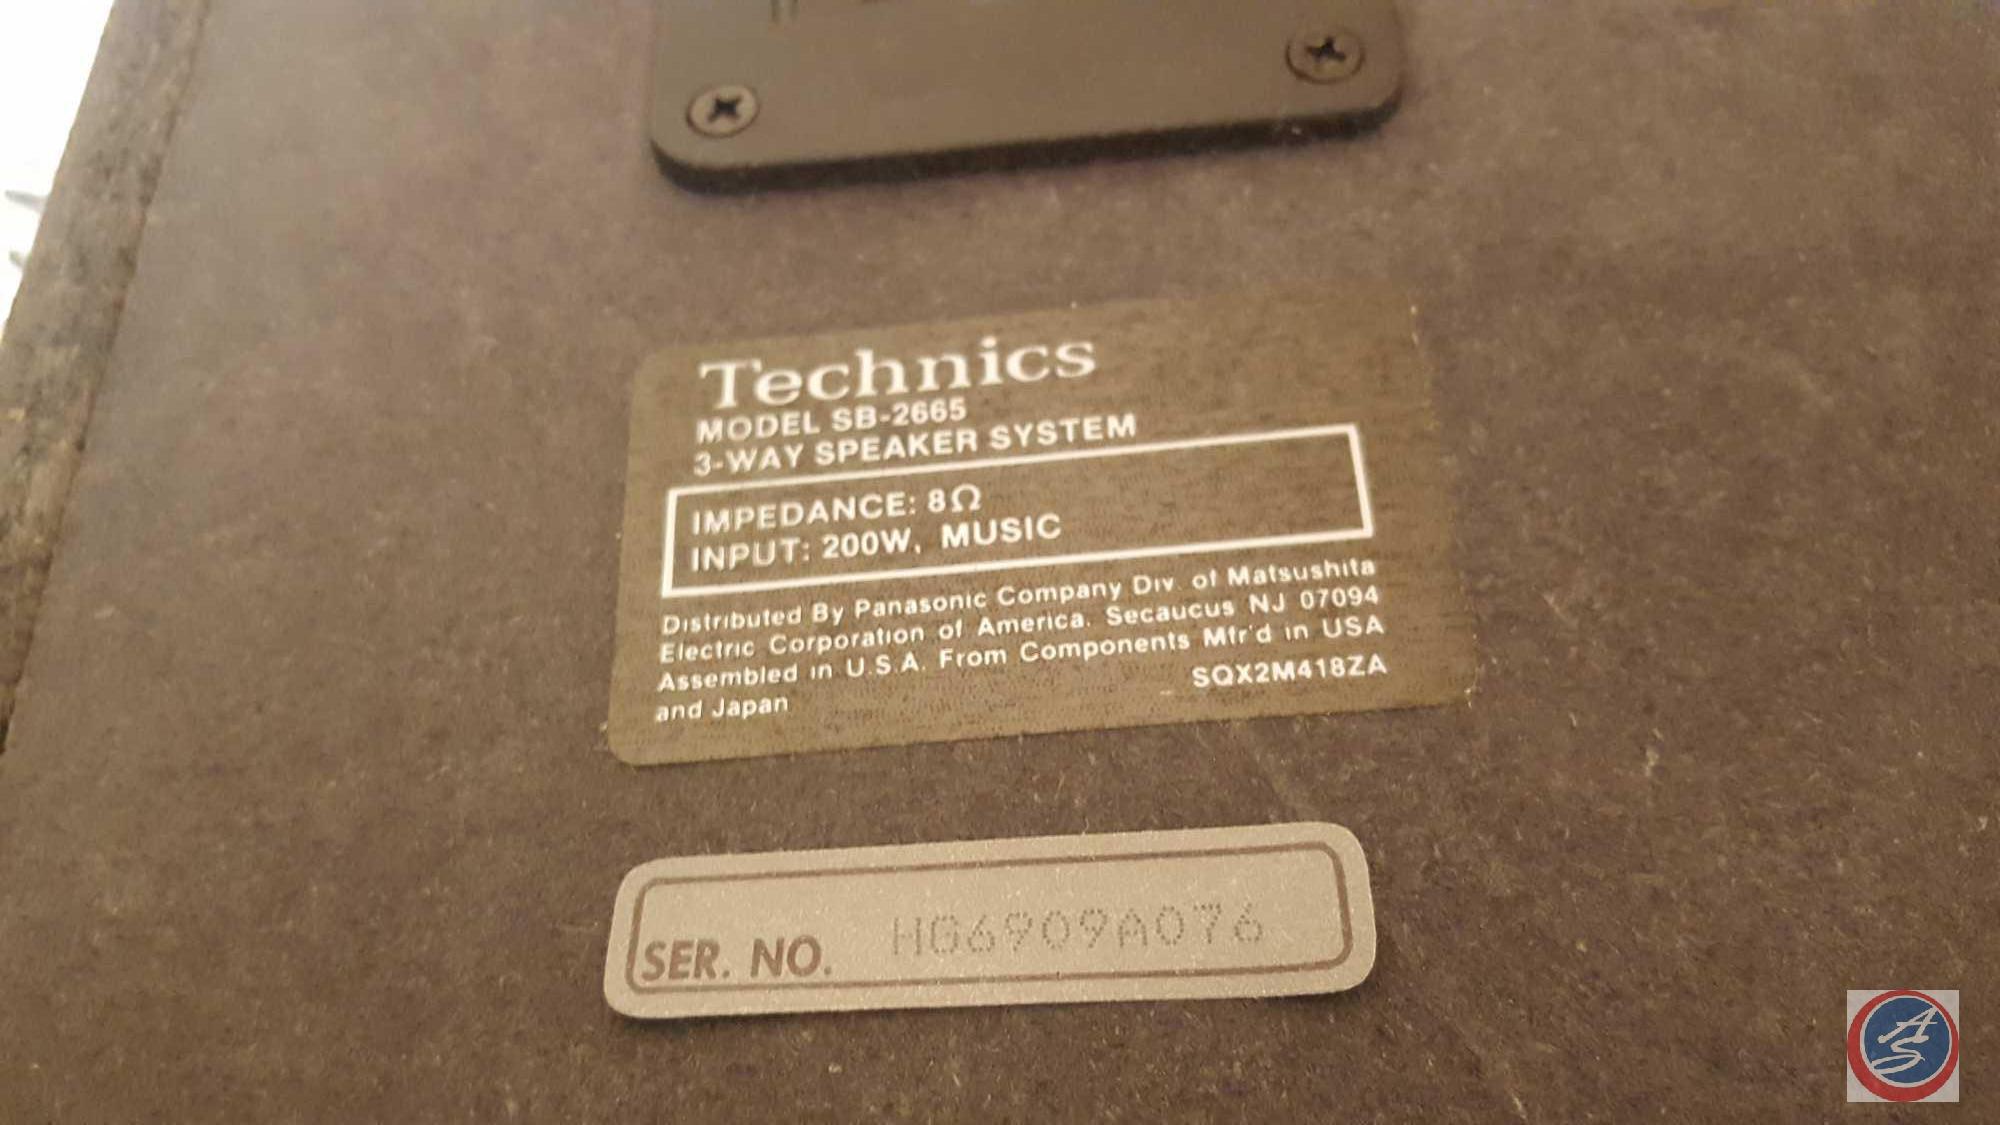 Technics
MODEL SB-2665
3-WAY SPEAKER SYSTEM
IMPEDANCE: 8Ω
INPUT: 200W, MUSIC
Distributed By Panasonic Company Div. of Matsushita
Electric Corporation of America. Secaucus NJ 07094
Assembled in U.S.A. From Components Mfr'd in USA
and Japan
SQX2M418ZA
SER. NO. HG6909A076
AS